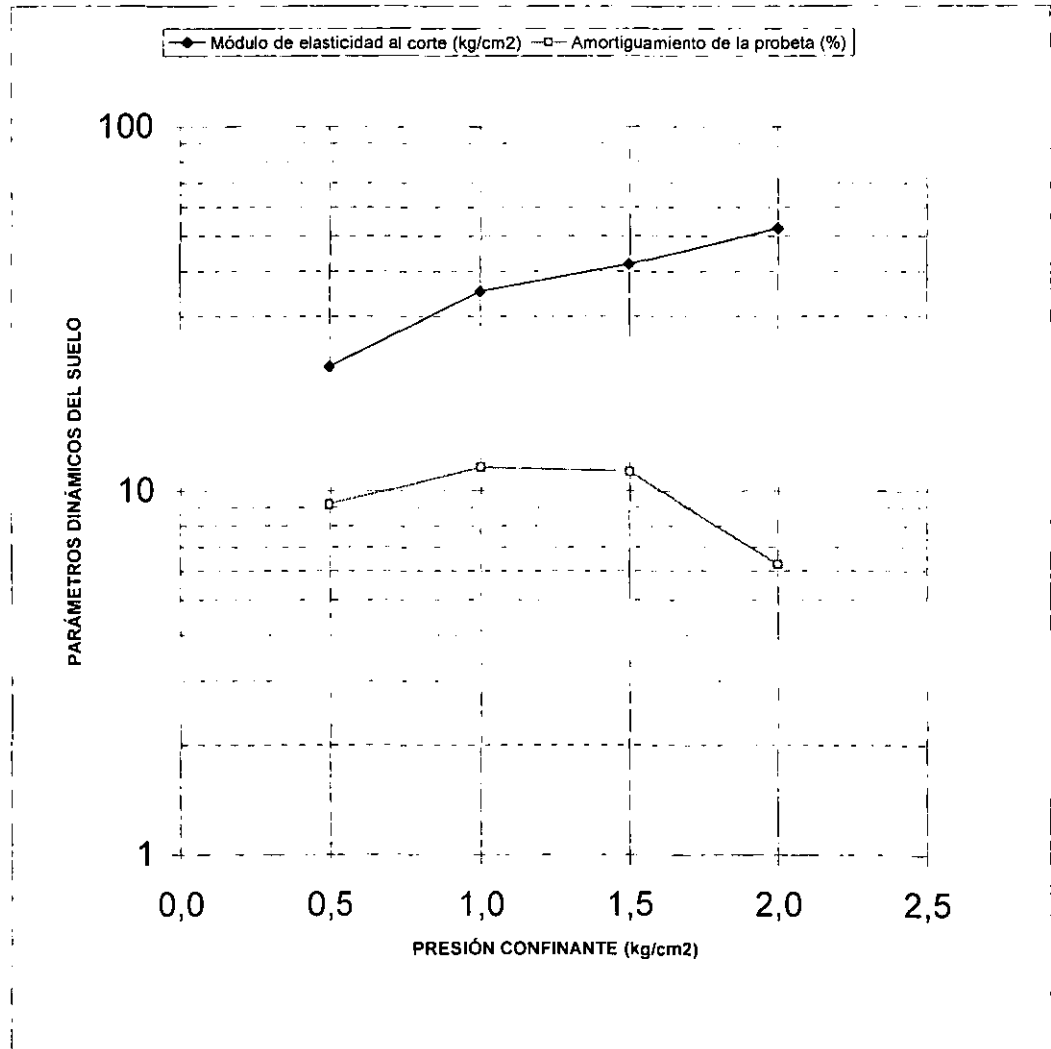 Módulo de elasticidad al corte (kg/cm2) Amortiguamiento de la probeta (%)
100
10
1
PARÁMETROS DINÁMICOS DEL SUELO
0,0 0,5 1,0 1,5 2,0 2,5
PRESIÓN CONFINANTE (kg/cm2)